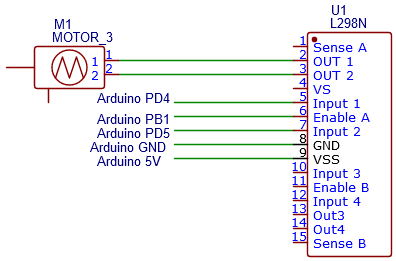 M1
MOTOR_3
1 1
2 2
Arduino PD4
Arduino PB1
Arduino PD5
Arduino GND
Arduino 5V
U1
L298N
1 Sense A
2 OUT 1
3 OUT 2
4 VS
5 Input 1
6 Enable A
7 Input 2
8 GND
9 VSS
10 Input 3
11 Enable B
12 Input 4
13 Out3
14 Out4
15 Sense B